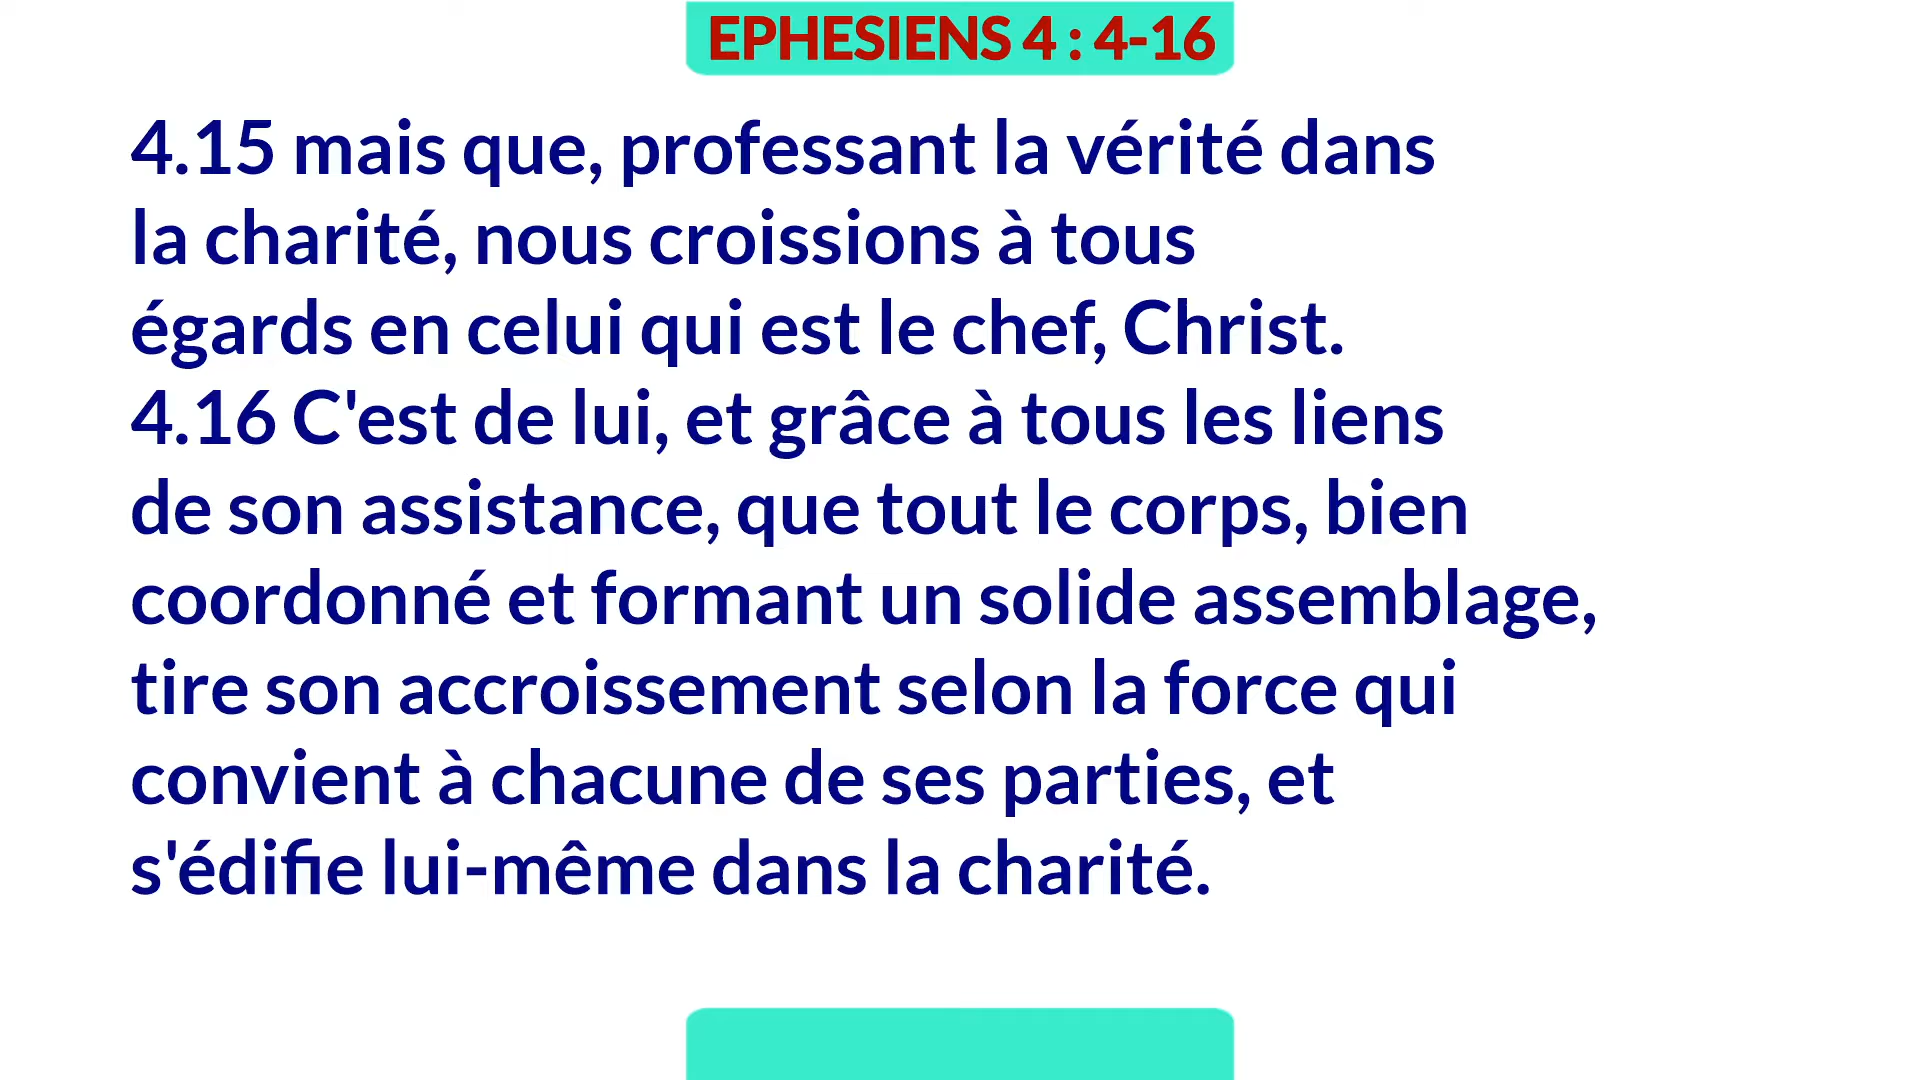 EPHESIENS 4 : 4-16
4.15 mais que, professant la vérité dans
la charité, nous croissions à tous
égards en celui qui est le chef, Christ.
4.16 C'est de lui, et grâce à tous les liens
de son assistance, que tout le corps, bien
coordonné et formant un solide assemblage,
tire son accroissement selon la force qui
convient à chacune de ses parties, et
s'édifie lui-même dans la charité.